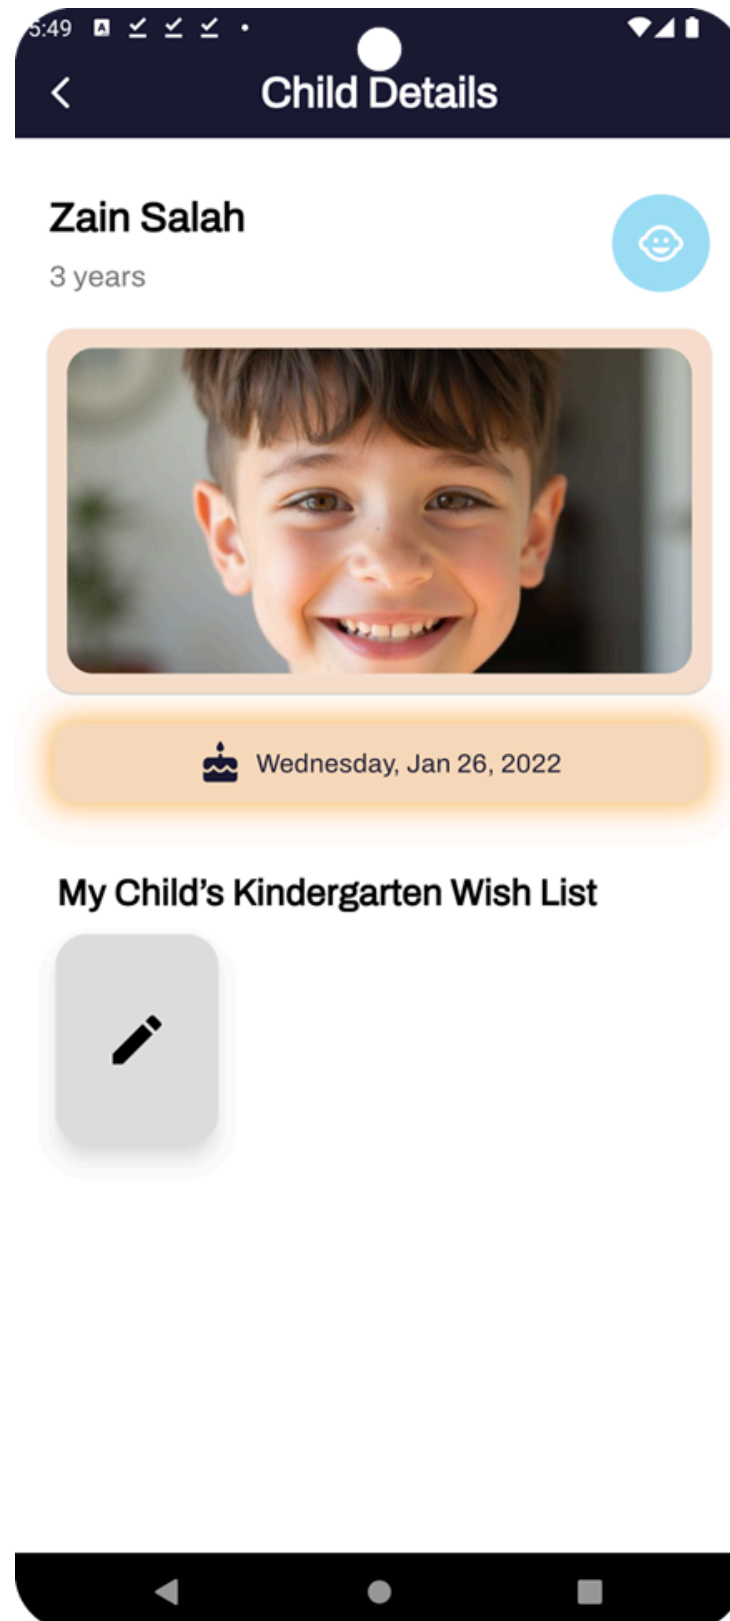 5:49
Child Details
Zain Salah
3 years
Wednesday, Jan 26, 2022
My Child’s Kindergarten Wish List